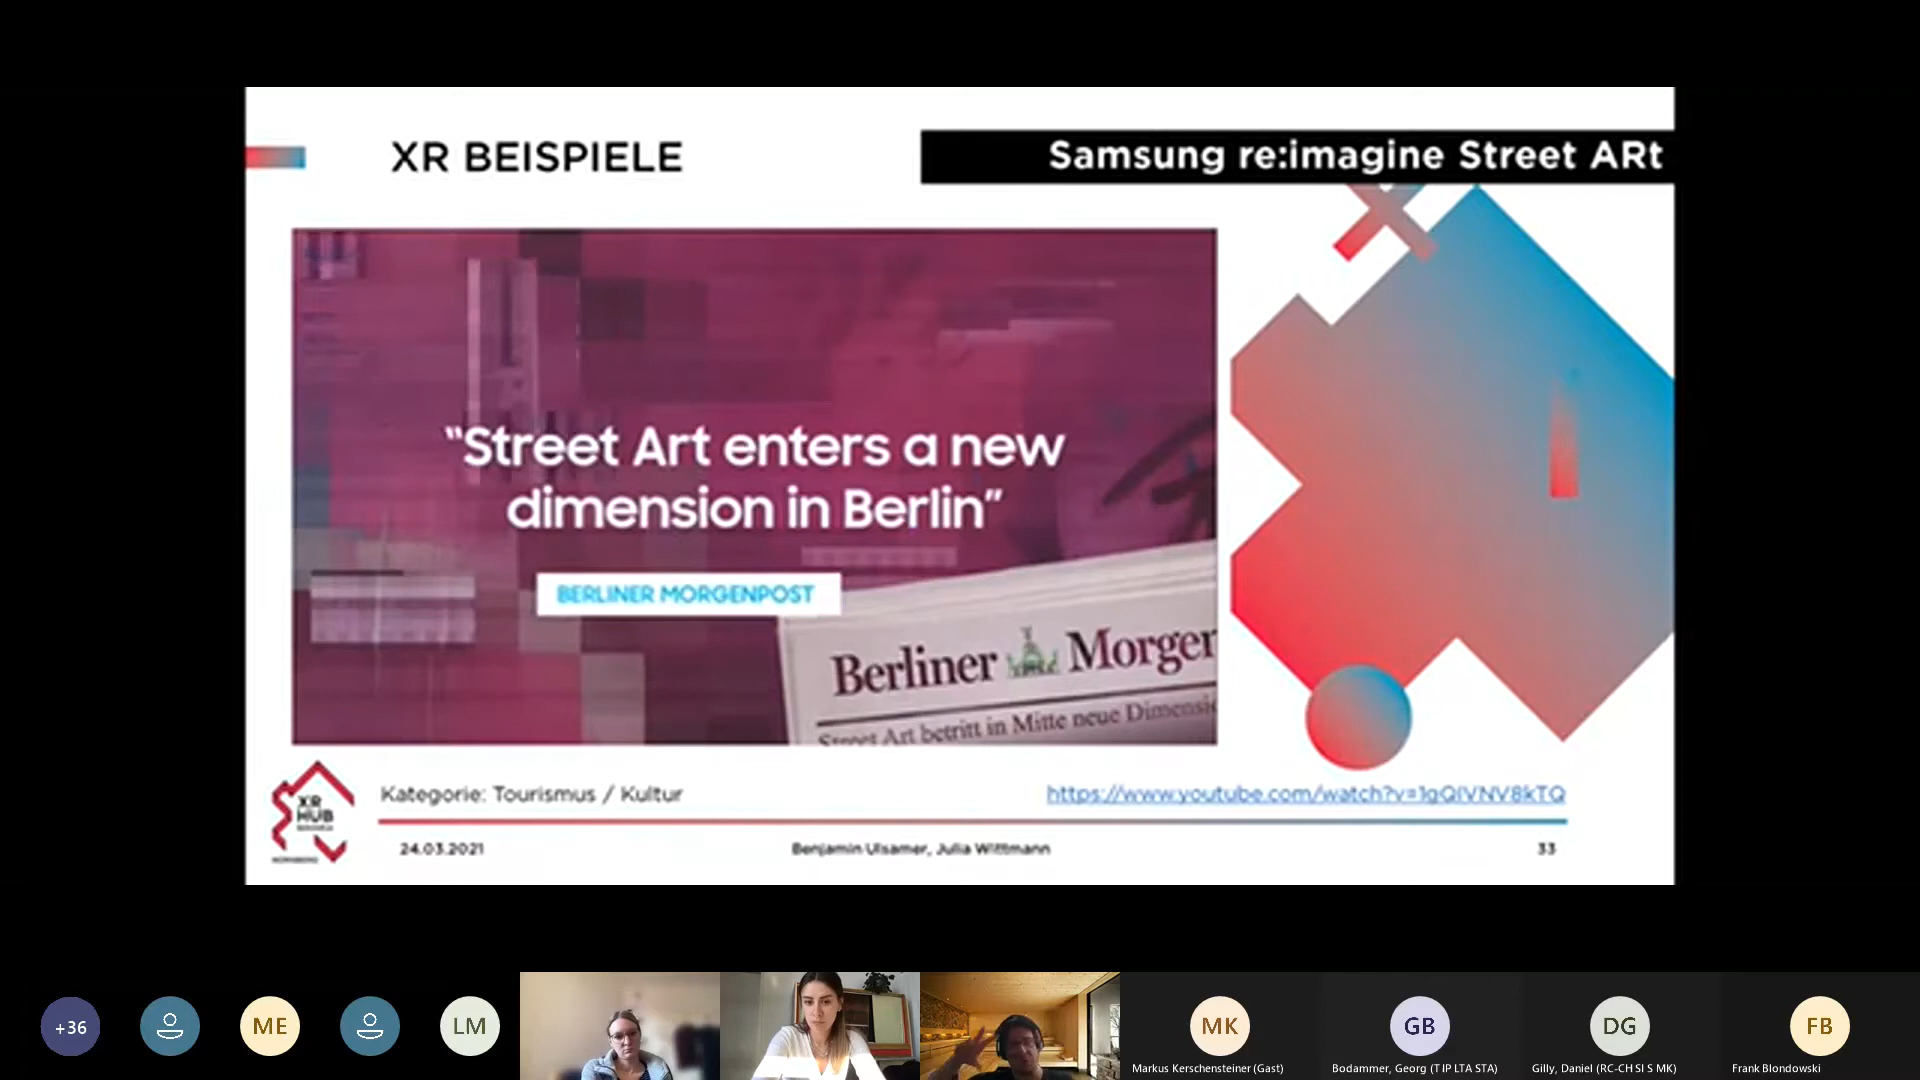 XR BEISPIELE
Samsung re:imagine Street ARt
“Street Art enters a new
dimension in Berlin”
BERLINER MORGENPOST
Berliner Morgen
Street Art betritt in Mitte neue Dimensi
XR
HUB
Kategorie: Tourismus / Kultur
https://www.youtube.com/watch?v=1gQIVNV8kTQ
24.03.2021
Benjamin Ulsamer, Julia Wittmann
33
+36
ME
LM
MK
GB
DG
FB
Markus Kerschensteiner (Gast)
Bodammer, Georg (T IP LTA STA)
Gilly, Daniel (RC-CH SI S MK)
Frank Blondowski